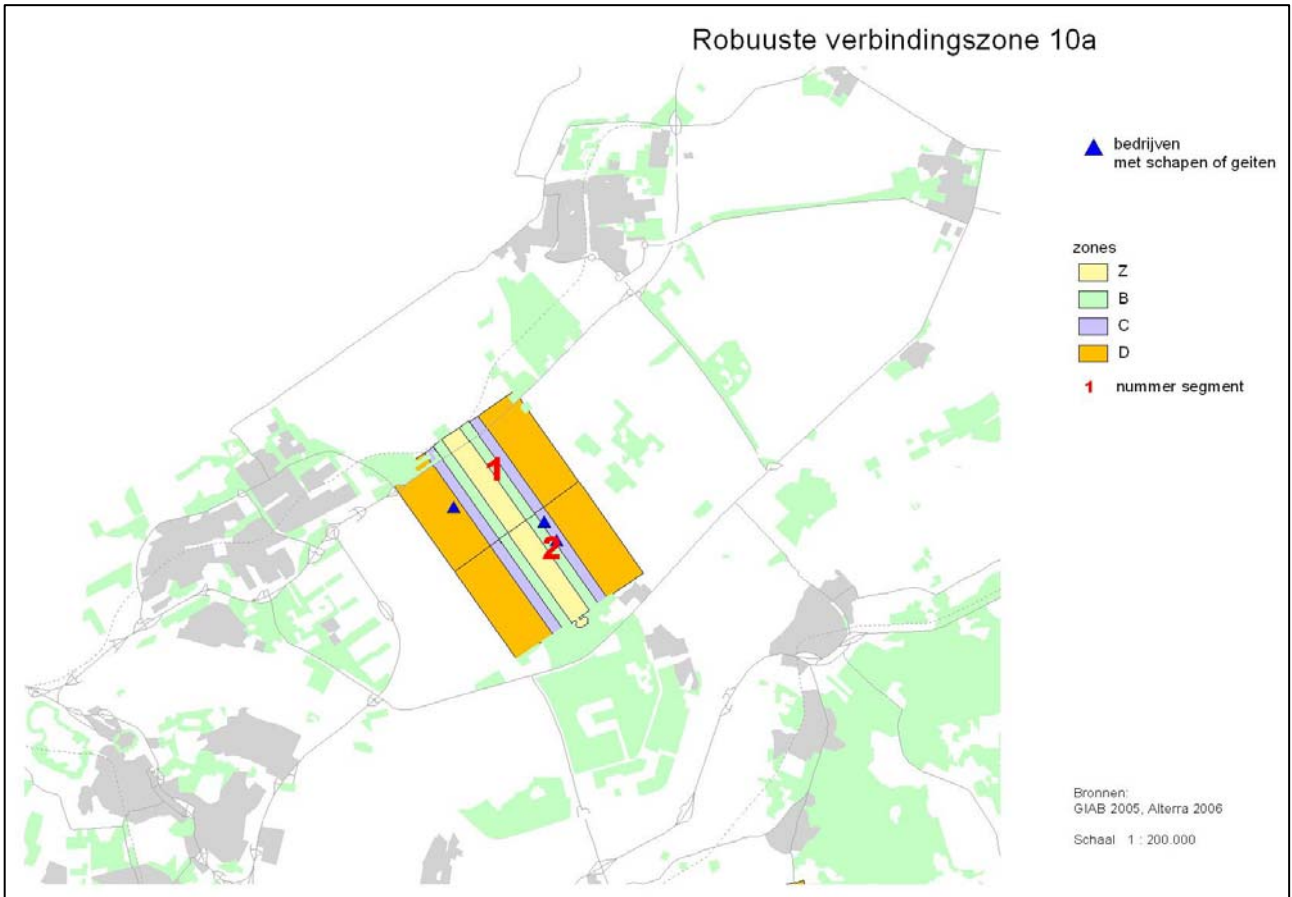 Robuuste verbindingszone 10a
bedrijven
met schapen of geiten
zones
Z
B
C
D
1 nummer segment
1
2
Bronnen:
GIAB 2005, Alterra 2006
Schaal 1 : 200.000